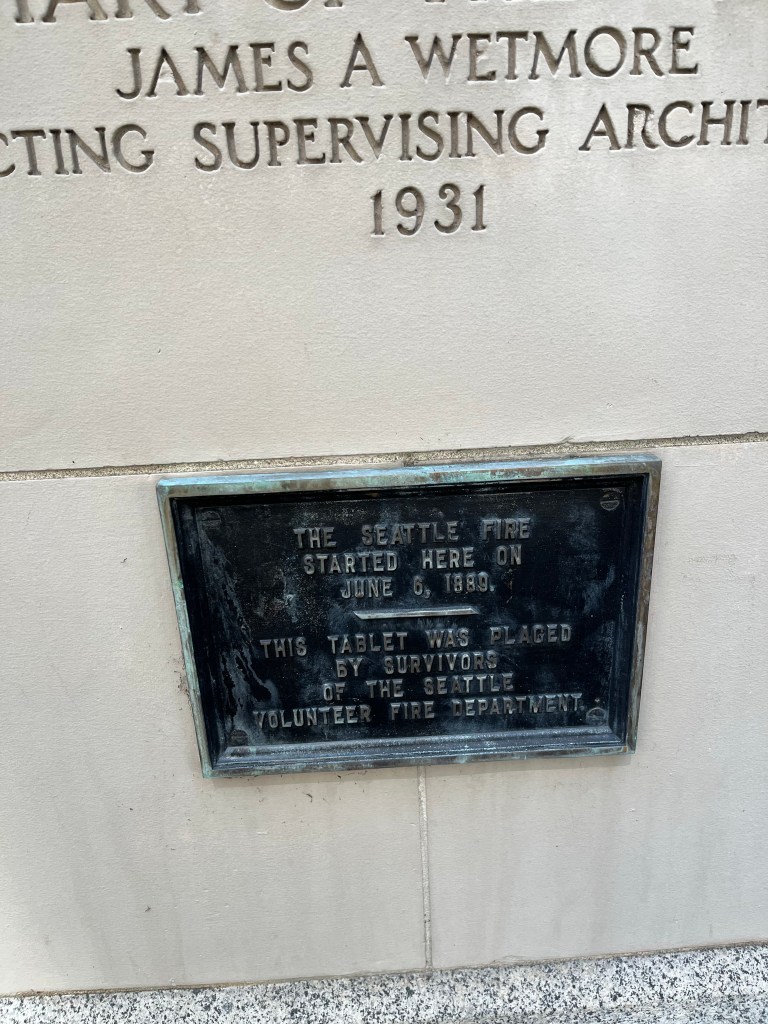 JAMES A WETMORE
CTING SUPERVISING ARCHIT
1931
THE SEATTLE FIRE
STARTED HERE ON
JUNE 6, 1889.
THIS TABLET WAS PLACED
BY SURVIVORS
OF THE SEATTLE
VOLUNTEER FIRE DEPARTMENT.